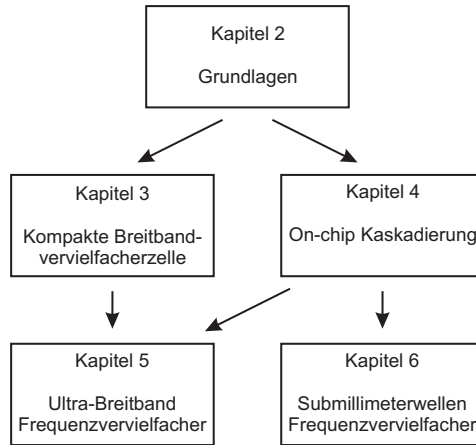 Kapitel 2
Grundlagen
Kapitel 3
Kompakte Breitband-
vervielfacherzelle
Kapitel 4
On-chip Kaskadierung
Kapitel 5
Ultra-Breitband
Frequenzvervielfacher
Kapitel 6
Submillimeterwellen
Frequenzvervielfacher